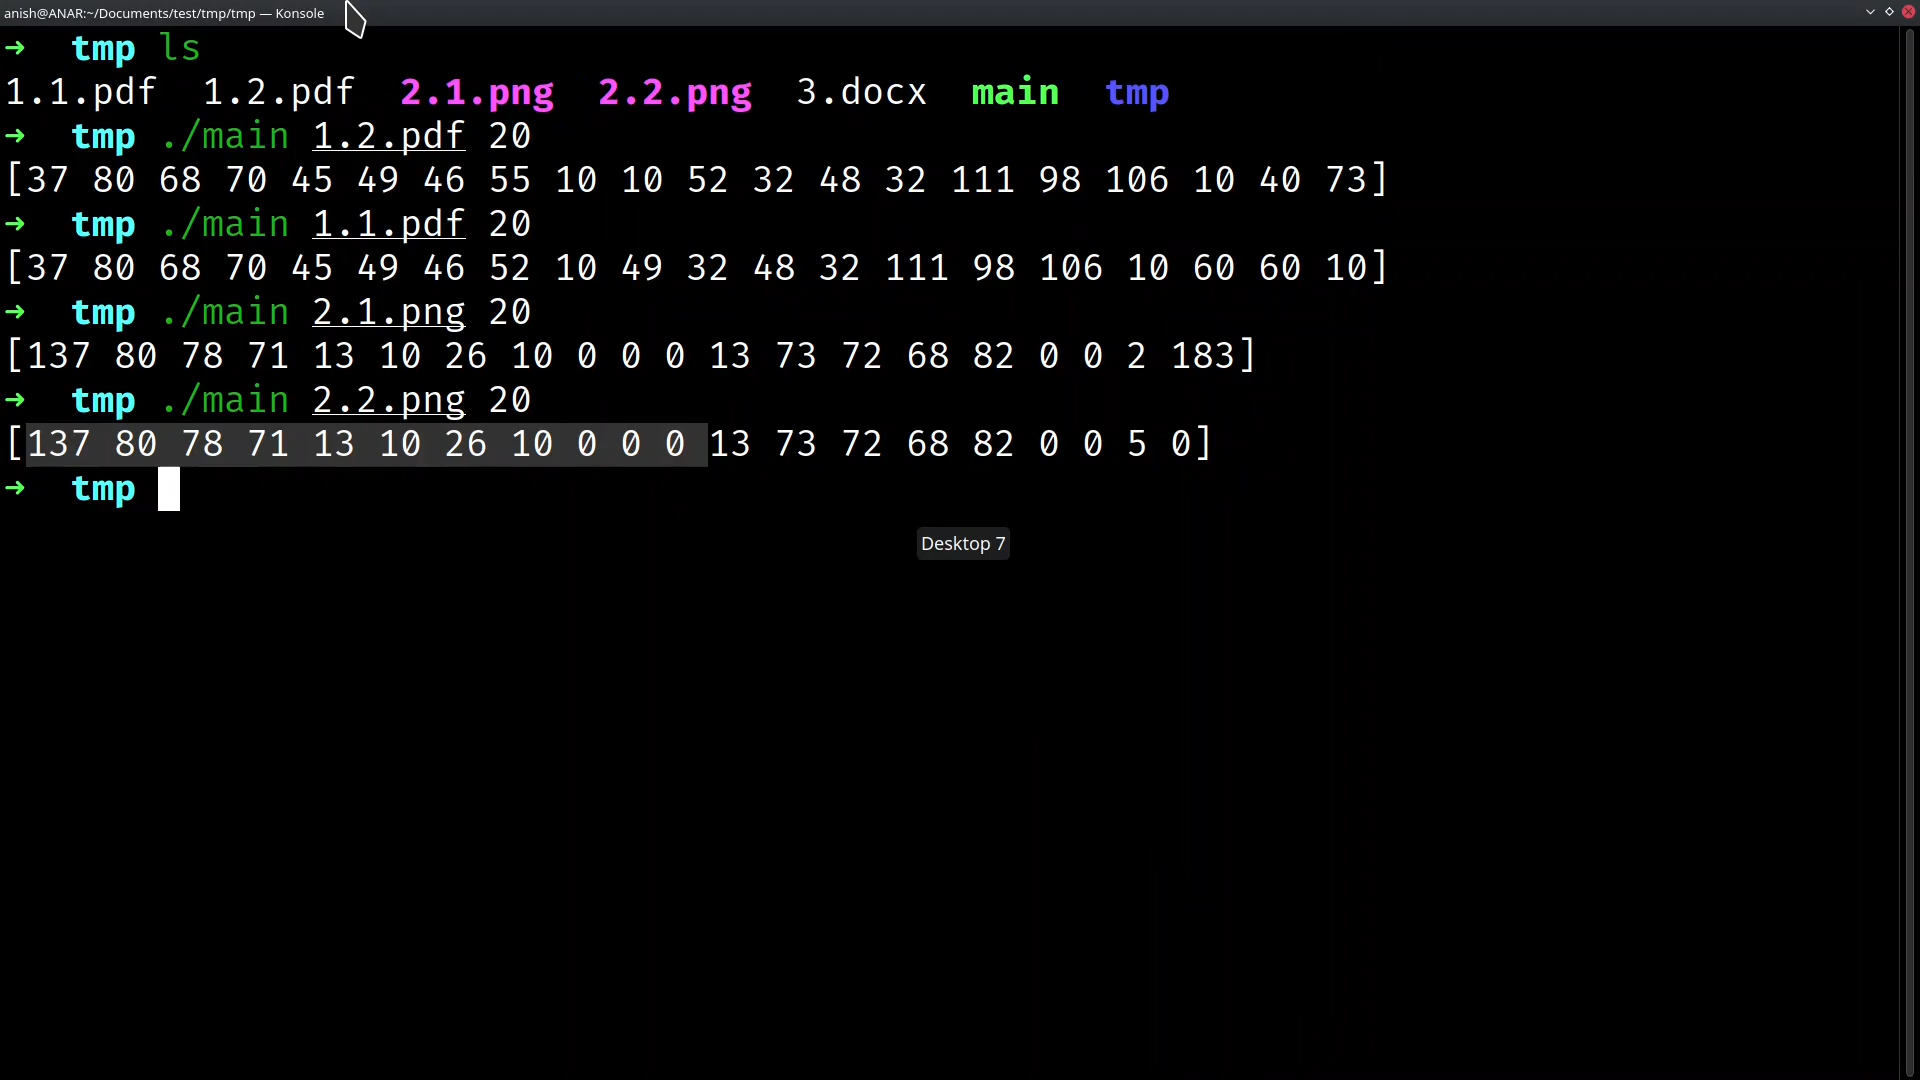 anish@ANAR:~/Documents/test/tmp/tmp — Konsole
➜ tmp ls
1.1.pdf 1.2.pdf 2.1.png 2.2.png 3.docx main tmp
➜ tmp ./main 1.2.pdf 20
[37 80 68 70 45 49 46 55 10 10 52 32 48 32 111 98 106 10 40 73]
➜ tmp ./main 1.1.pdf 20
[37 80 68 70 45 49 46 52 10 49 32 48 32 111 98 106 10 60 60 10]
➜ tmp ./main 2.1.png 20
[137 80 78 71 13 10 26 10 0 0 0 13 73 72 68 82 0 0 2 183]
➜ tmp ./main 2.2.png 20
[137 80 78 71 13 10 26 10 0 0 0 13 73 72 68 82 0 0 5 0]
➜ tmp
Desktop 7